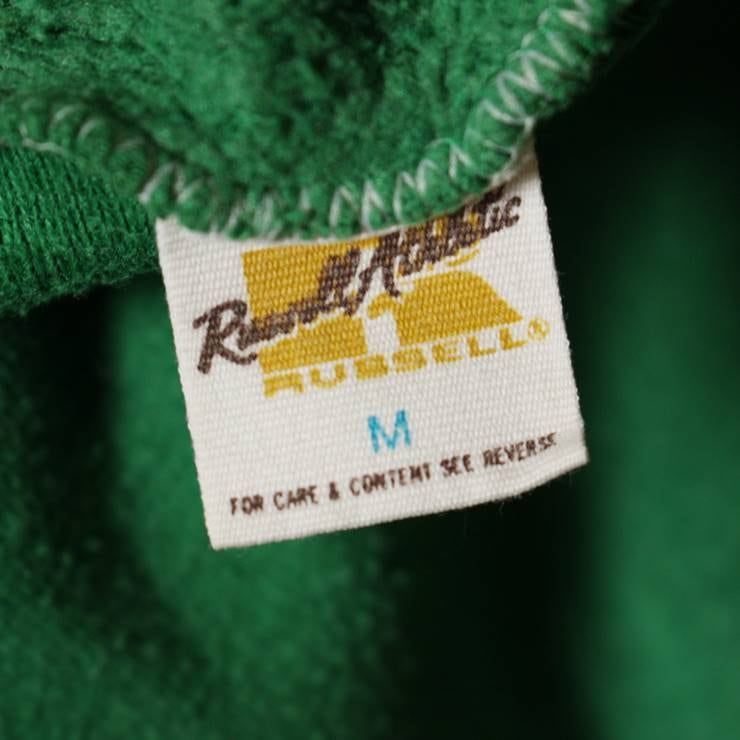 Russell Athletic
RUSSELL®
M
FOR CARE & CONTENT SEE REVERSE